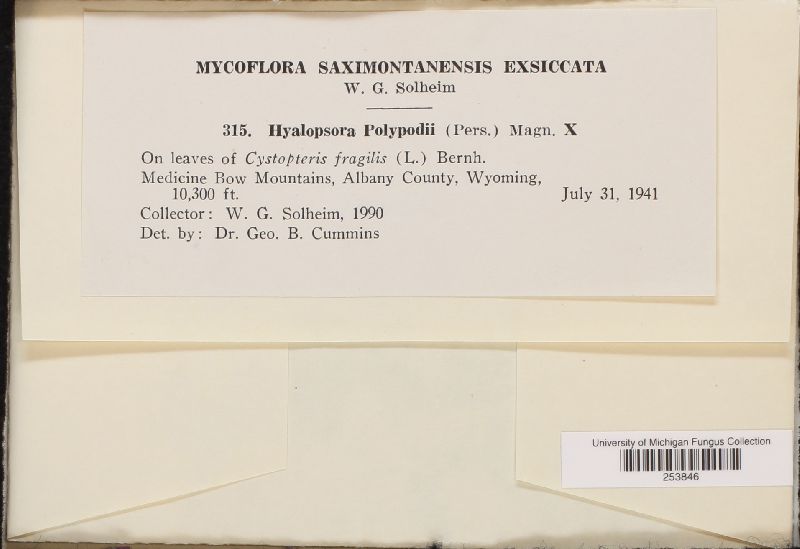 MYCOFLORA SAXIMONTANENSIS EXSICCATA
W. G. Solheim
315. Hyalopsora Polypodii (Pers.) Magn. X
On leaves of Cystopteris fragilis (L.) Bernh.
Medicine Bow Mountains, Albany County, Wyoming,
10,300 ft. July 31, 1941
Collector: W. G. Solheim, 1990
Det. by: Dr. Geo. B. Cummins
University of Michigan Fungus Collection
253846